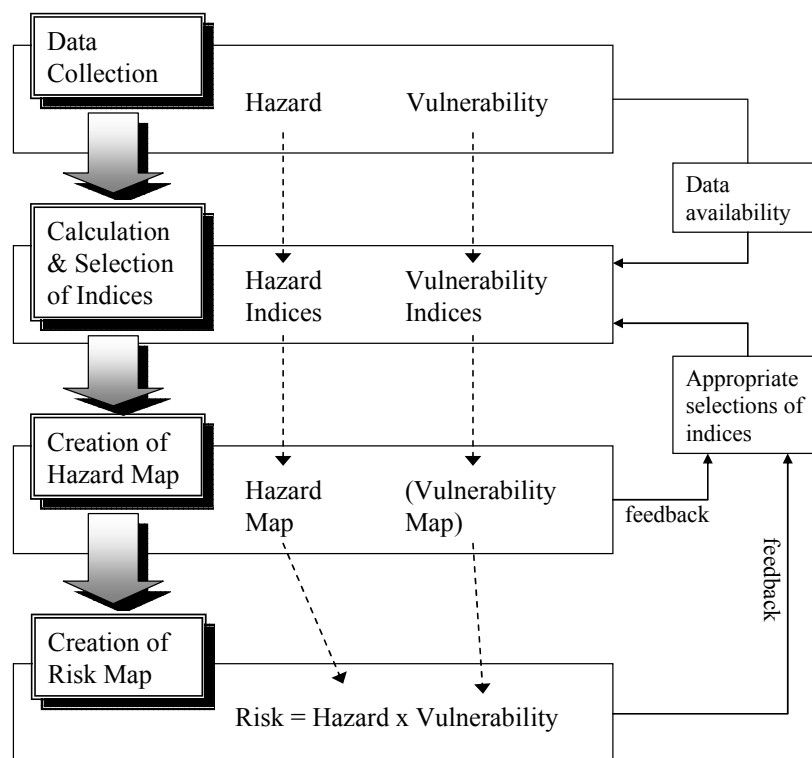 Data
Collection
Hazard
Vulnerability
Data
availability
Calculation
& Selection
of Indices
Hazard
Indices
Vulnerability
Indices
Appropriate
selections of
indices
Creation of
Hazard Map
Hazard
Map
(Vulnerability
Map)
feedback
feedback
Creation of
Risk Map
Risk = Hazard x Vulnerability